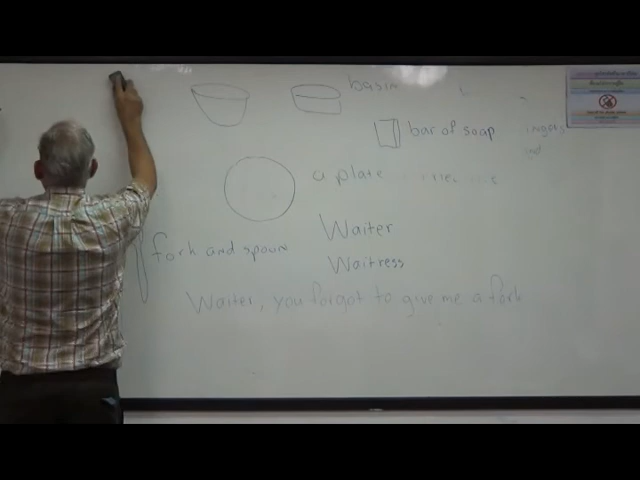 basin
bar of soap
a plate
Waiter
fork and spoon
Waitress
Waiter, you forgot to give me a fork